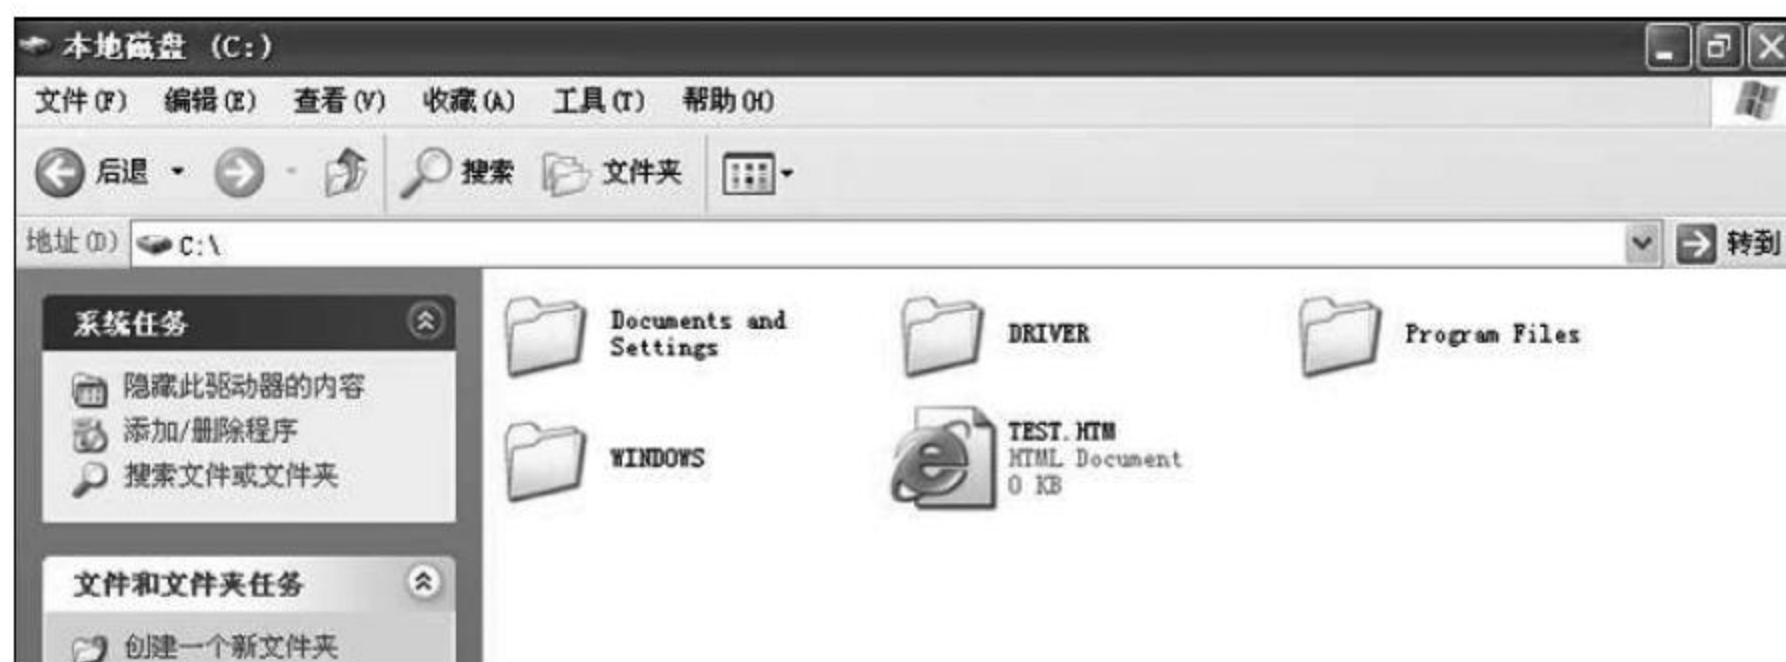 本地磁盘 (C:)
文件(F) 编辑(E) 查看(V) 收藏(A) 工具(T) 帮助(H)
后退 搜索 文件夹
地址(D) C:\ 转到
系统任务
隐藏此驱动器的内容
添加/删除程序
搜索文件或文件夹
文件和文件夹任务
创建一个新文件夹
Documents and
Settings
DRIVER
Program Files
WINDOWS
TEST.HTM
HTML Document
0 KB